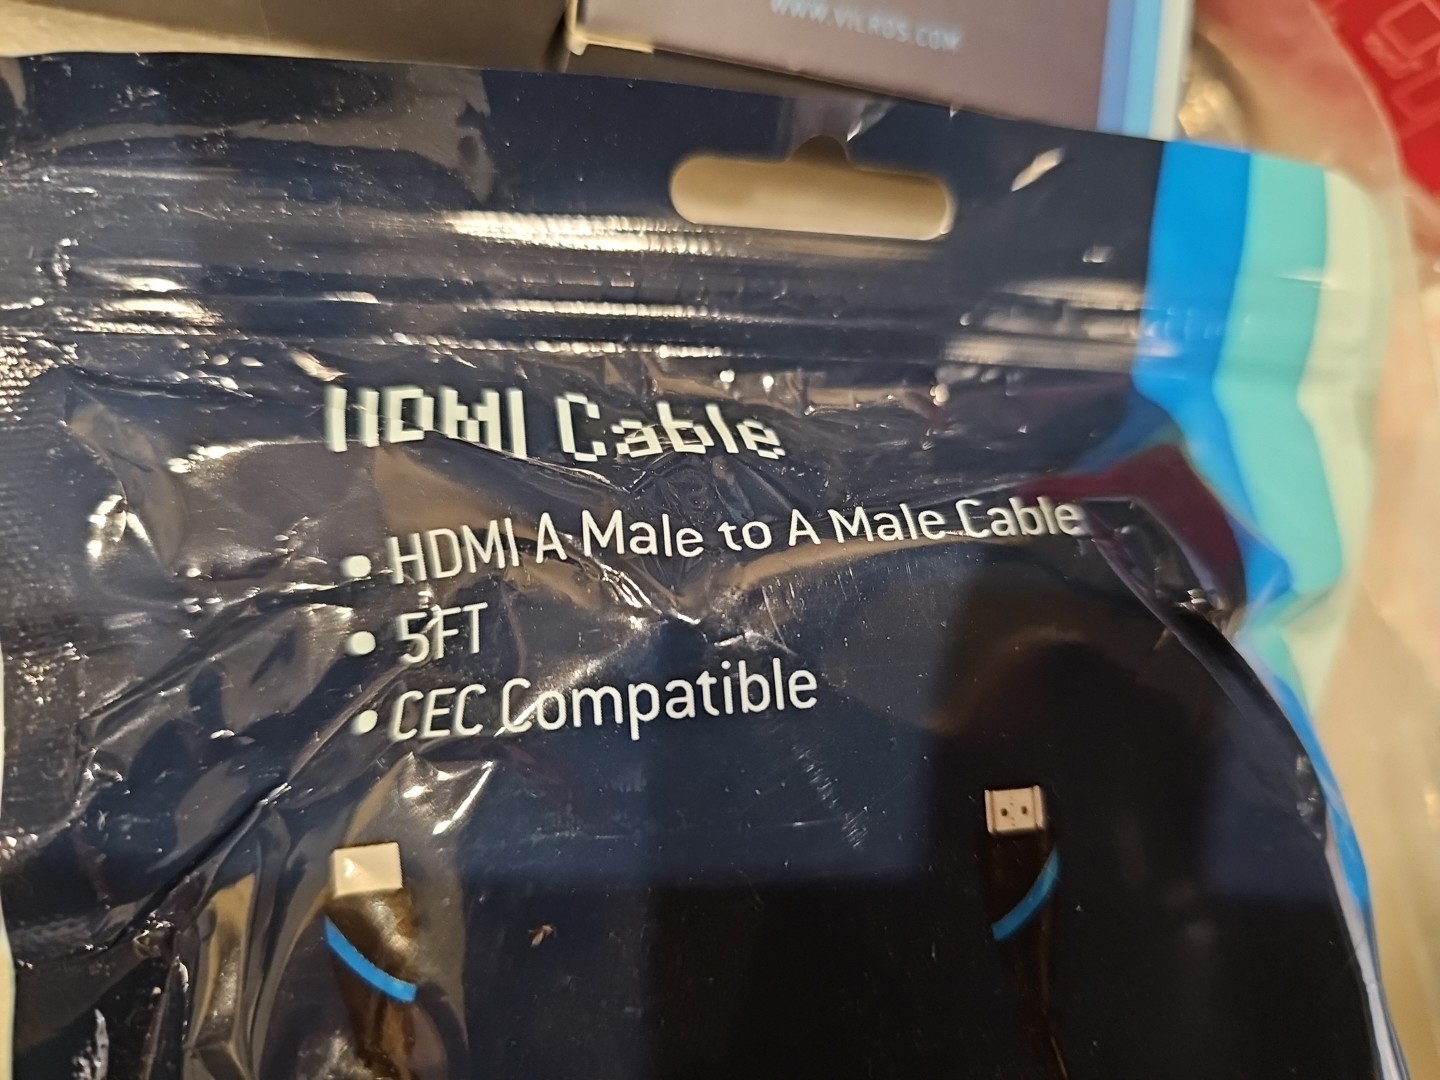 WWW.VILROS.COM
HDMI Cable
• HDMI A Male to A Male Cable
• 5FT
• CEC Compatible